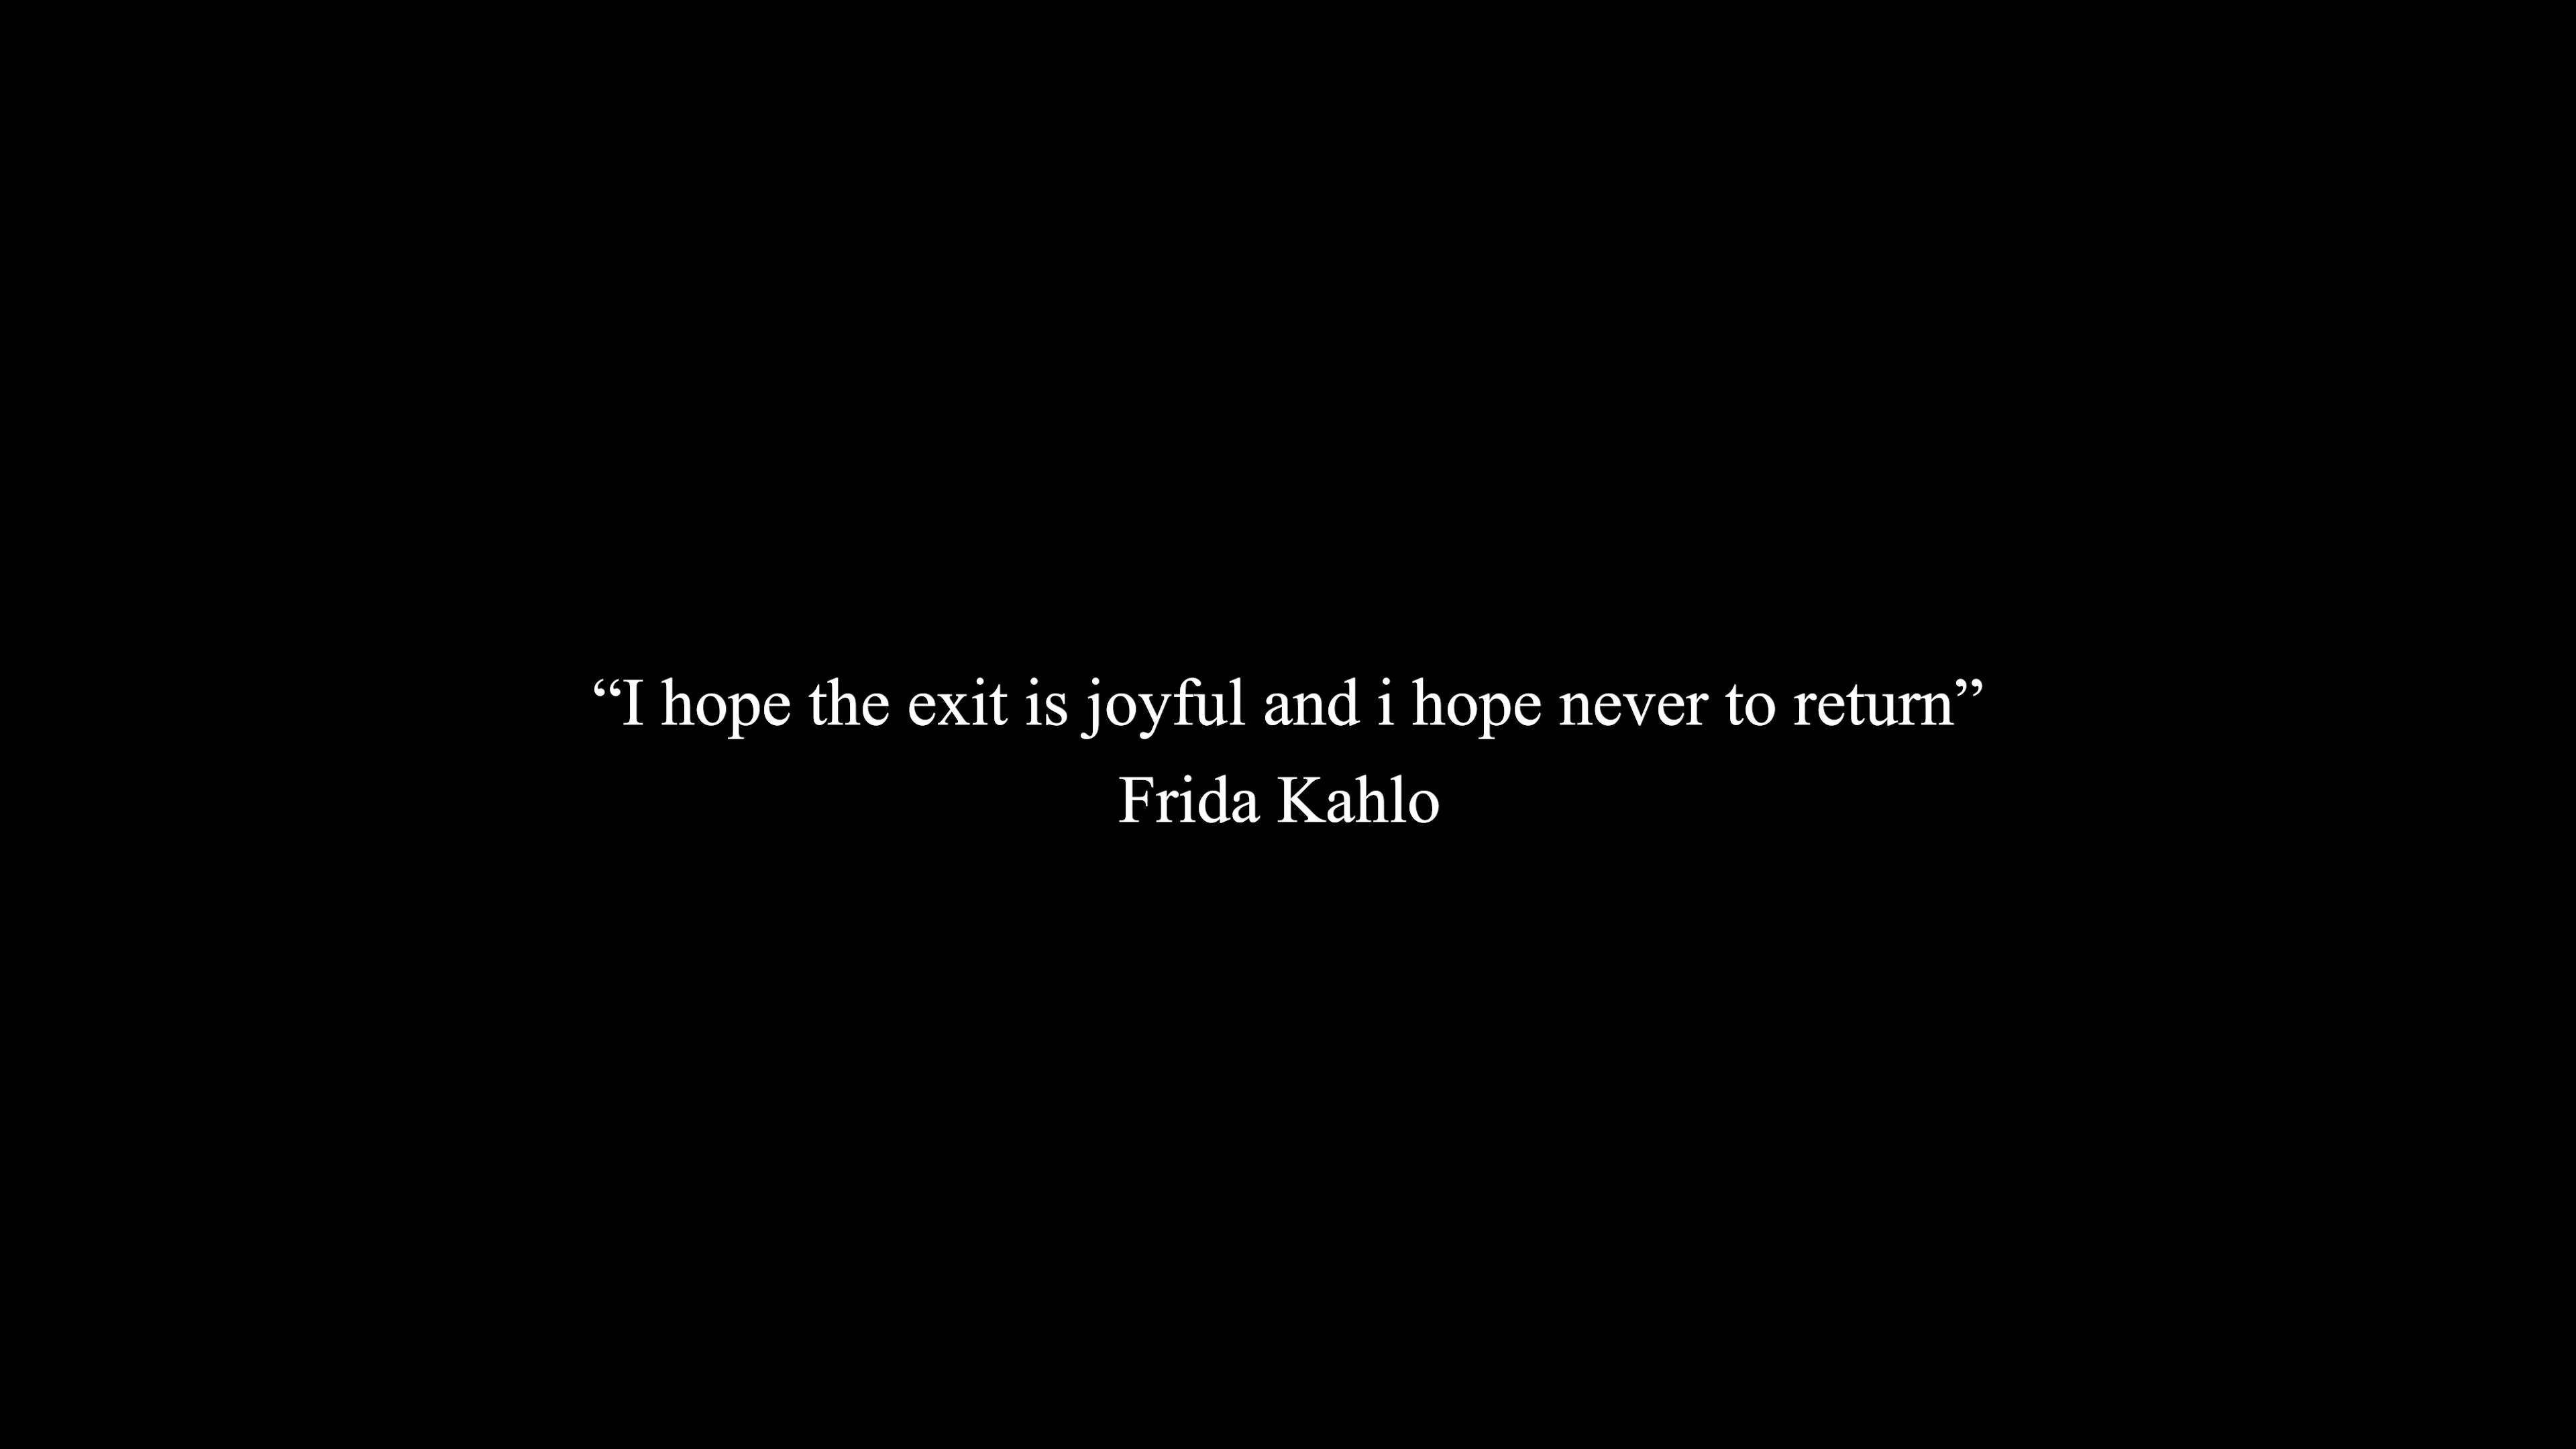 “I hope the exit is joyful and i hope never to return”
Frida Kahlo